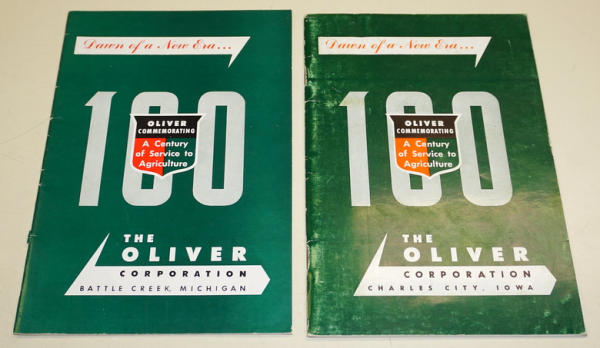 Dawn of a New Era...
100
OLIVER
COMMEMORATING
A Century
of Service to
Agriculture
THE
OLIVER
CORPORATION
BATTLE CREEK, MICHIGAN
Dawn of a New Era...
100
OLIVER
COMMEMORATING
A Century
of Service to
Agriculture
THE
OLIVER
CORPORATION
CHARLES CITY, IOWA